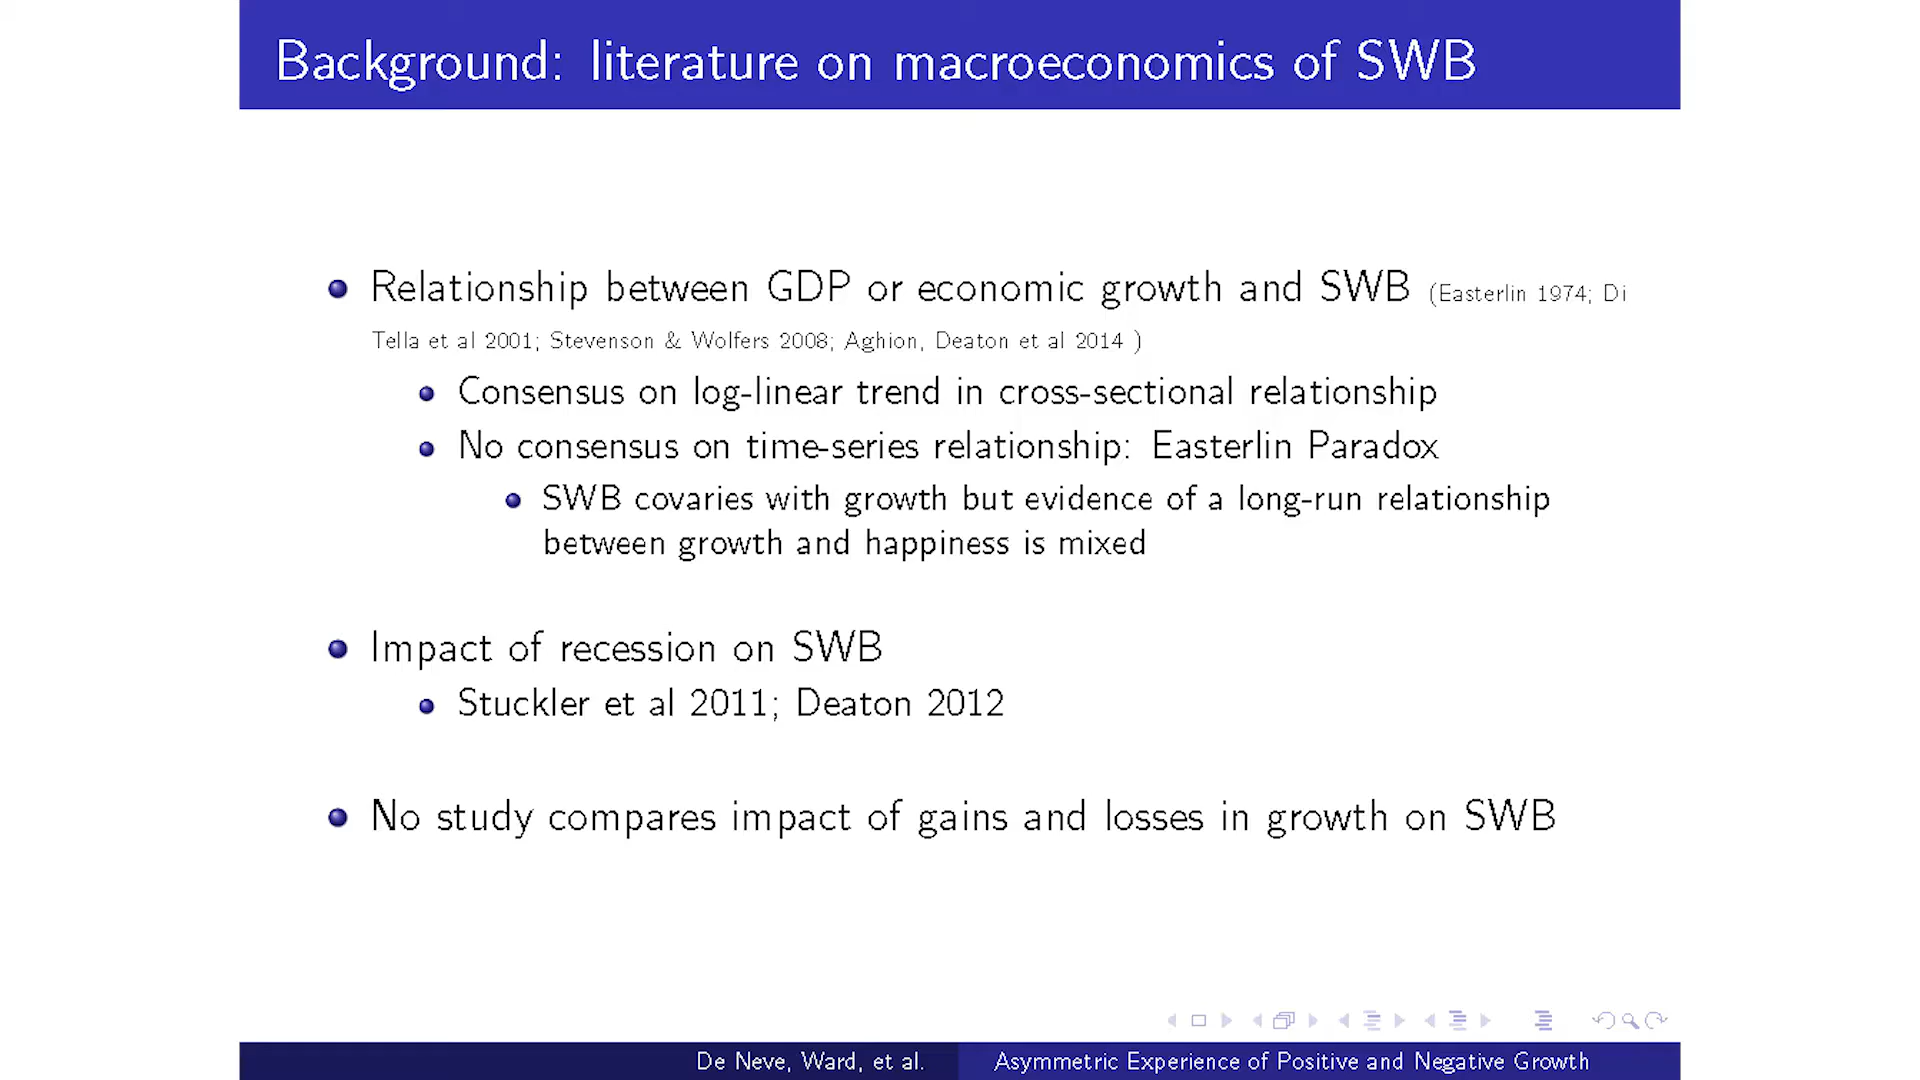 Background: literature on macroeconomics of SWB
Relationship between GDP or economic growth and SWB (Easterlin 1974; Di
Tella et al 2001; Stevenson & Wolfers 2008; Aghion, Deaton et al 2014 )
Consensus on log-linear trend in cross-sectional relationship
No consensus on time-series relationship: Easterlin Paradox
SWB covaries with growth but evidence of a long-run relationship
between growth and happiness is mixed
Impact of recession on SWB
Stuckler et al 2011; Deaton 2012
No study compares impact of gains and losses in growth on SWB
De Neve, Ward, et al.
Asymmetric Experience of Positive and Negative Growth